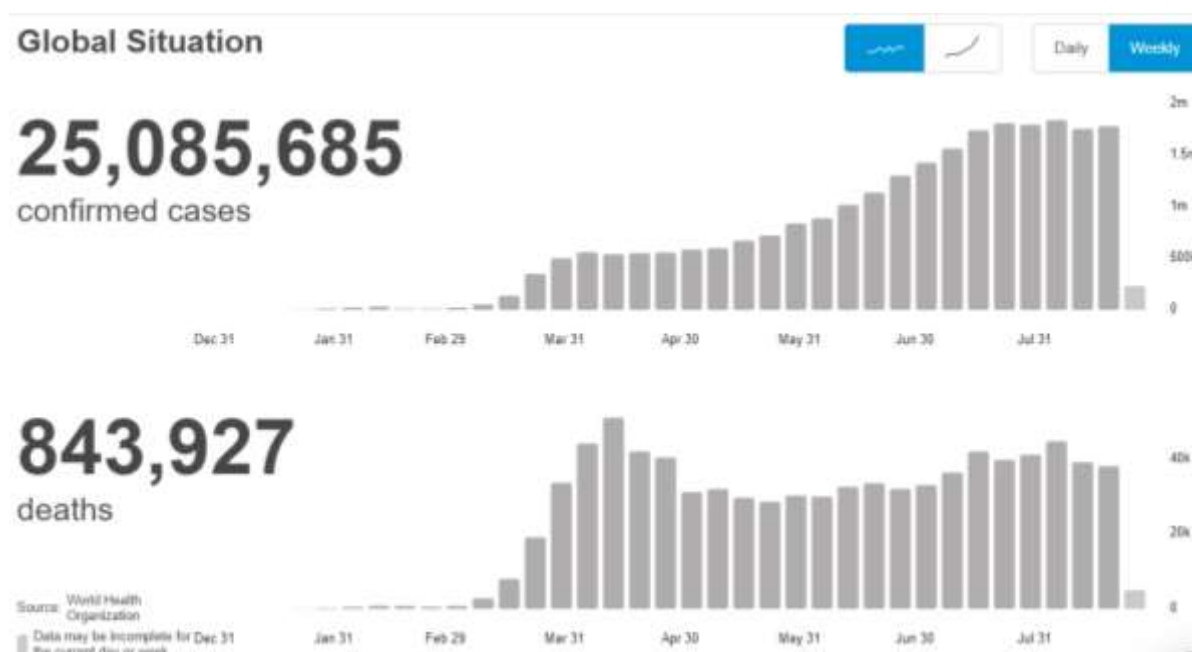 Global Situation
Daily
Weekly
25,085,685
confirmed cases
2m
1.5m
1m
500k
0
Dec 31
Jan 31
Feb 29
Mar 31
Apr 30
May 31
Jun 30
Jul 31
843,927
deaths
40k
20k
0
Source: World Health
Organization
Data may be incomplete for
the current day or week
Dec 31
Jan 31
Feb 29
Mar 31
Apr 30
May 31
Jun 30
Jul 31